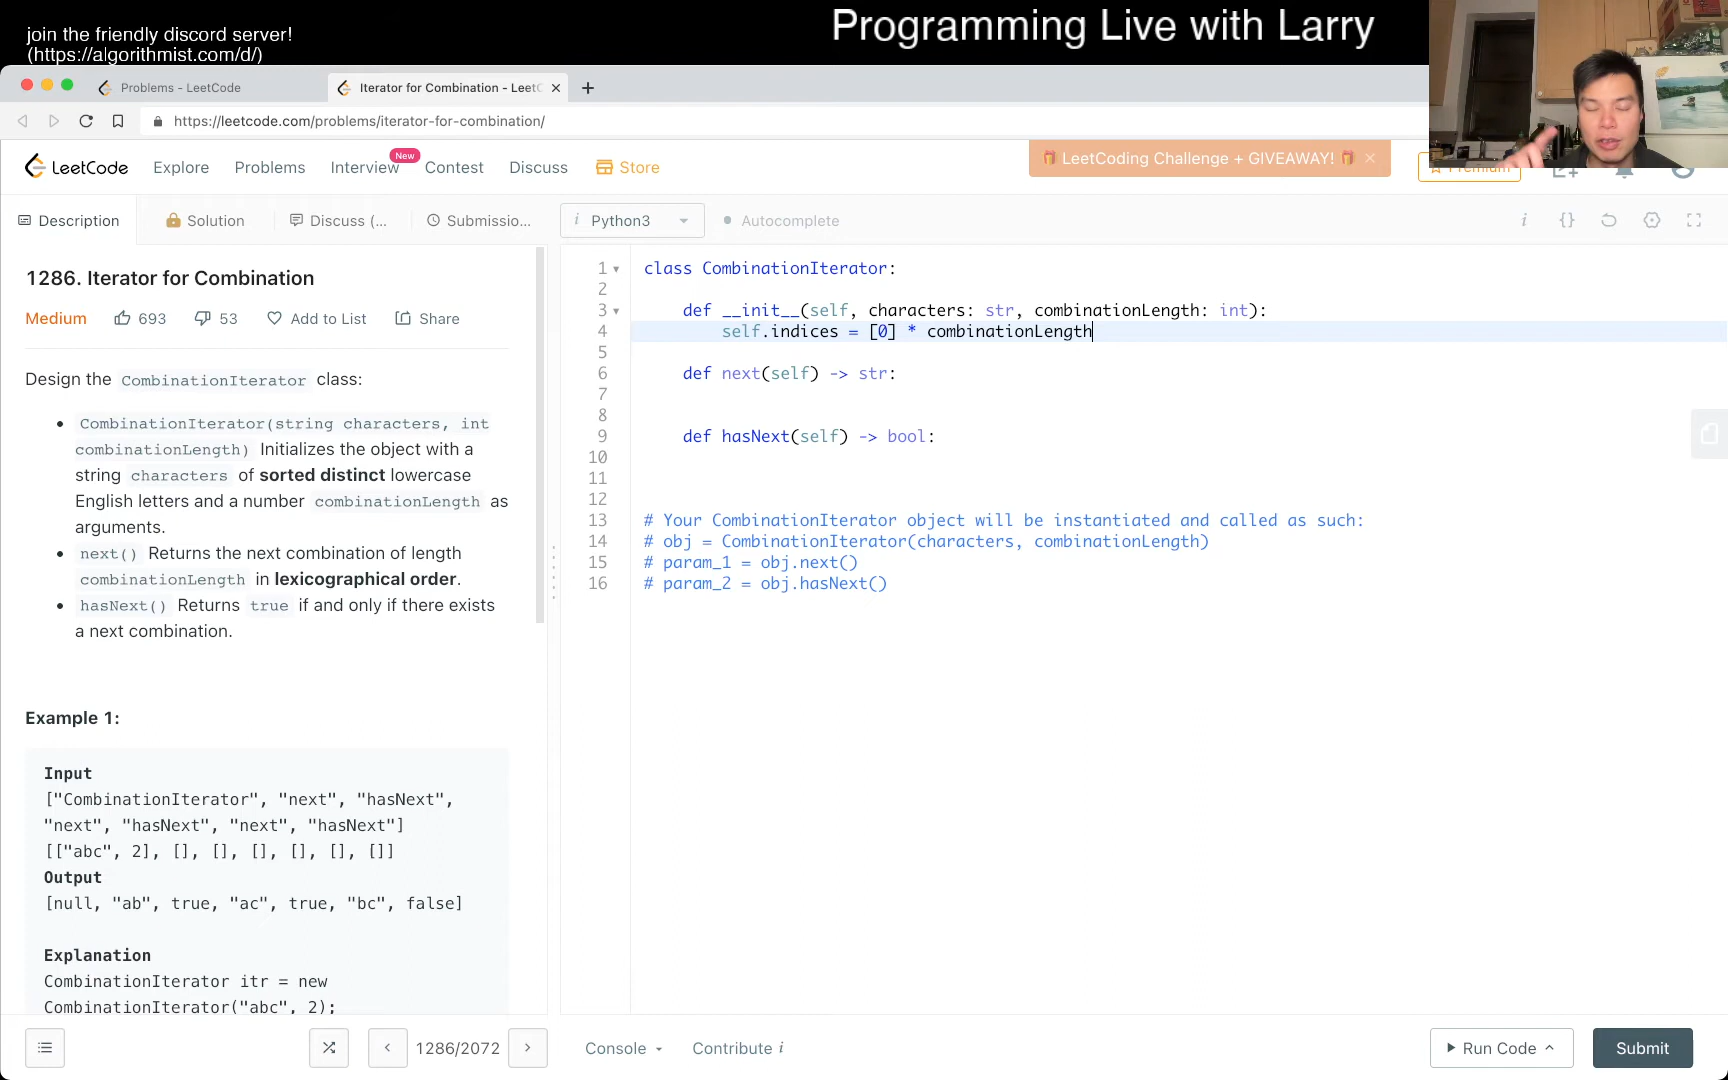 join the friendly discord server!
(https://algorithmist.com/d/)
Programming Live with Larry
Problems - LeetCode
Iterator for Combination - LeetC
https://leetcode.com/problems/iterator-for-combination/
LeetCode
Explore
Problems
Interview
New
Contest
Discuss
Store
LeetCoding Challenge + GIVEAWAY!
Premium
Description
Solution
Discuss (...
Submissio...
i Python3
Autocomplete
1286. Iterator for Combination
Medium
693
53
Add to List
Share
Design the CombinationIterator class:
CombinationIterator(string characters, int
combinationLength) Initializes the object with a
string characters of sorted distinct lowercase
English letters and a number combinationLength as
arguments.
next() Returns the next combination of length
combinationLength in lexicographical order.
hasNext() Returns true if and only if there exists
a next combination.
Example 1:
Input
["CombinationIterator", "next", "hasNext",
"next", "hasNext", "next", "hasNext"]
[["abc", 2], [], [], [], [], [], []]
Output
[null, "ab", true, "ac", true, "bc", false]
Explanation
CombinationIterator itr = new
CombinationIterator("abc", 2);
1 class CombinationIterator:
2
3 def __init__(self, characters: str, combinationLength: int):
4 self.indices = [0] * combinationLength
5
6 def next(self) -> str:
7
8
9 def hasNext(self) -> bool:
10
11
12
13 # Your CombinationIterator object will be instantiated and called as such:
14 # obj = CombinationIterator(characters, combinationLength)
15 # param_1 = obj.next()
16 # param_2 = obj.hasNext()
1286/2072
Console
Contribute i
Run Code
Submit